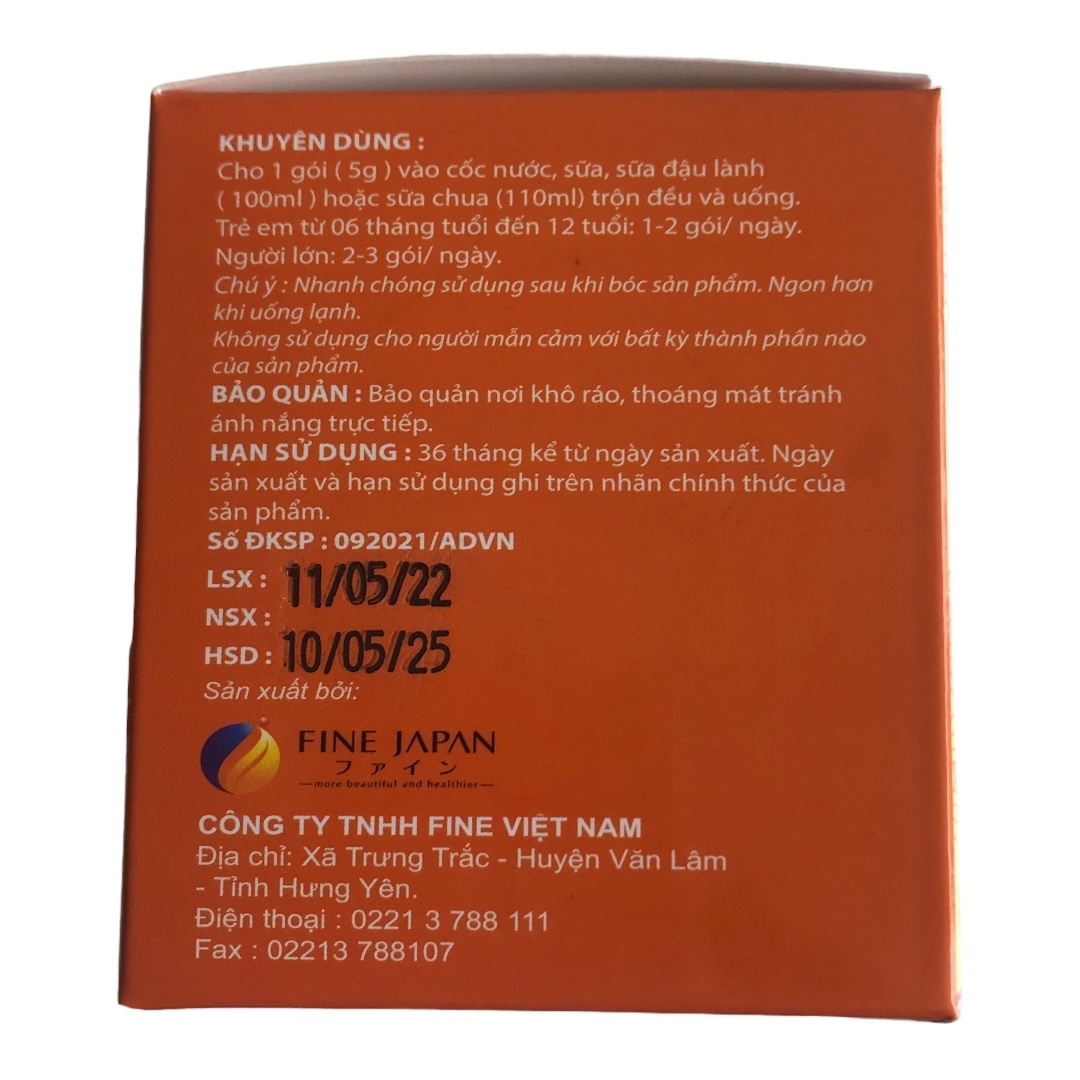 KHUYÊN DÙNG :
Cho 1 gói ( 5g ) vào cốc nước, sữa, sữa đậu lành
( 100ml ) hoặc sữa chua (110ml) trộn đều và uống.
Trẻ em từ 06 tháng tuổi đến 12 tuổi: 1-2 gói/ ngày.
Người lớn: 2-3 gói/ ngày.
Chú ý : Nhanh chóng sử dụng sau khi bóc sản phẩm. Ngon hơn
khi uống lạnh.
Không sử dụng cho người mẫn cảm với bất kỳ thành phần nào
của sản phẩm.
BẢO QUẢN : Bảo quản nơi khô ráo, thoáng mát tránh
ánh nắng trực tiếp.
HẠN SỬ DỤNG : 36 tháng kể từ ngày sản xuất. Ngày
sản xuất và hạn sử dụng ghi trên nhãn chính thức của
sản phẩm.
Số ĐKSP : 092021/ADVN
LSX : 11/05/22
NSX :
HSD : 10/05/25
Sản xuất bởi:
FINE JAPAN
ファイン
more beautiful and healthier
CÔNG TY TNHH FINE VIỆT NAM
Địa chỉ: Xã Trưng Trắc - Huyện Văn Lâm
- Tỉnh Hưng Yên.
Điện thoại : 0221 3 788 111
Fax : 02213 788107